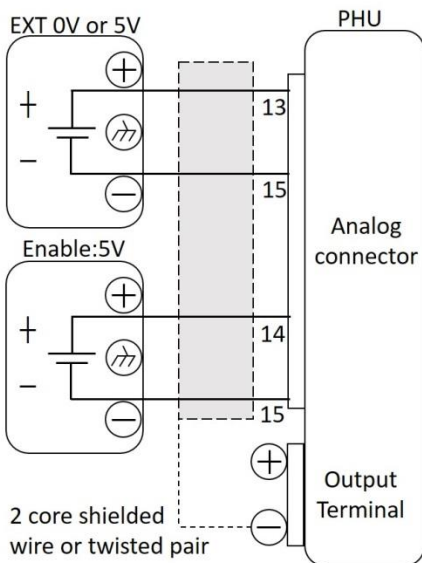 EXT 0V or 5V
PHU
+
13
−
15
Analog
connector
Enable:5V
+
14
−
15
+
Output
Terminal
−
2 core shielded
wire or twisted pair